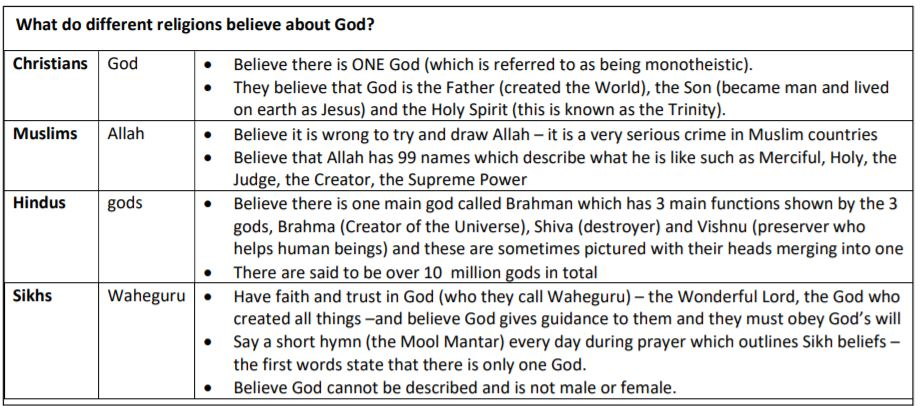 What do different religions believe about God?
Christians God • Believe there is ONE God (which is referred to as being monotheistic).
• They believe that God is the Father (created the World), the Son (became man and lived
on earth as Jesus) and the Holy Spirit (this is known as the Trinity).
Muslims Allah • Believe it is wrong to try and draw Allah – it is a very serious crime in Muslim countries
• Believe that Allah has 99 names which describe what he is like such as Merciful, Holy, the
Judge, the Creator, the Supreme Power
Hindus gods • Believe there is one main god called Brahman which has 3 main functions shown by the 3
gods, Brahma (Creator of the Universe), Shiva (destroyer) and Vishnu (preserver who
helps human beings) and these are sometimes pictured with their heads merging into one
• There are said to be over 10 million gods in total
Sikhs Waheguru • Have faith and trust in God (who they call Waheguru) – the Wonderful Lord, the God who
created all things –and believe God gives guidance to them and they must obey God’s will
• Say a short hymn (the Mool Mantar) every day during prayer which outlines Sikh beliefs –
the first words state that there is only one God.
• Believe God cannot be described and is not male or female.